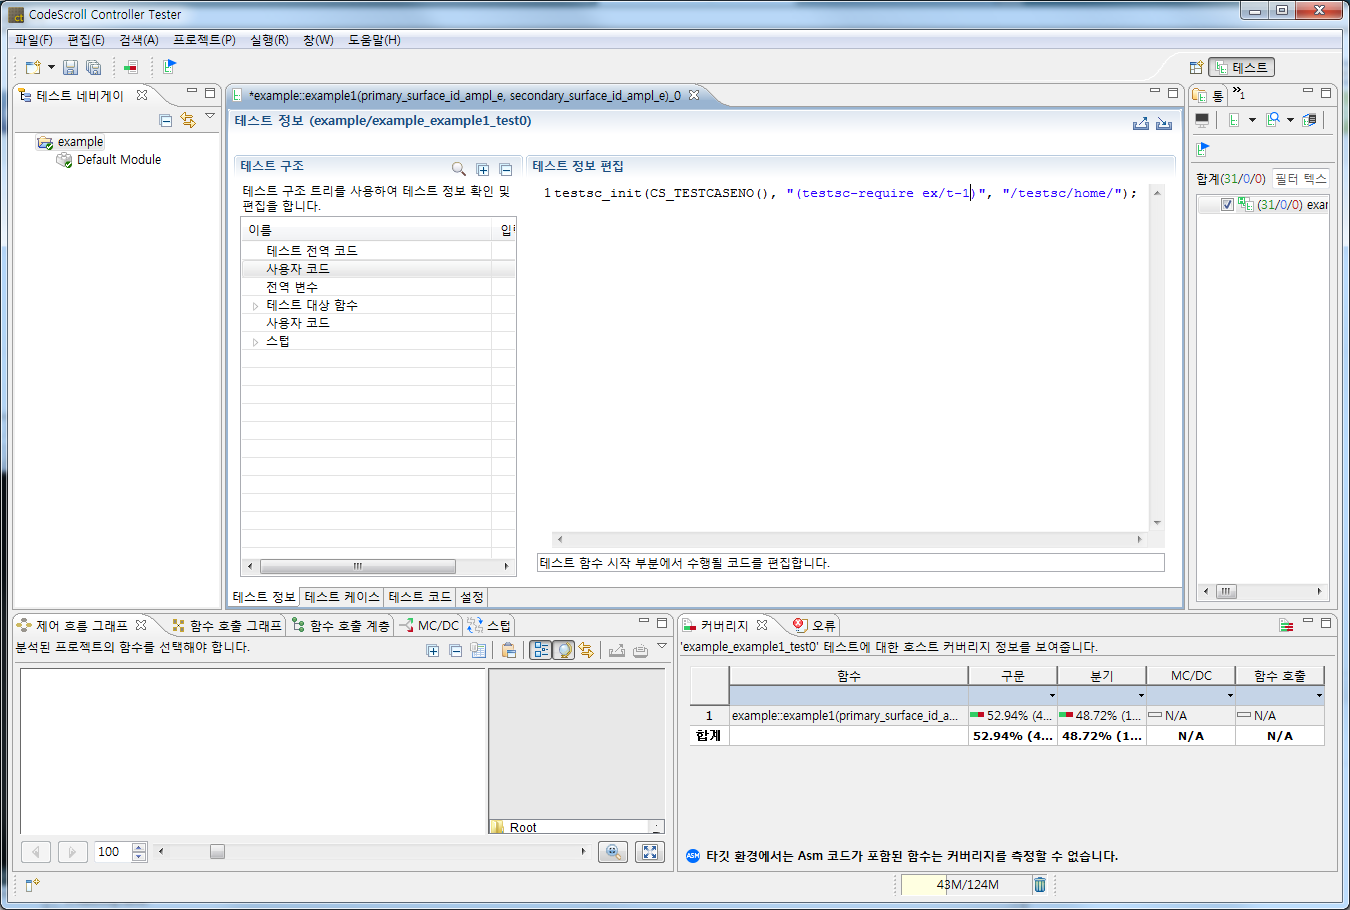 CodeScroll Controller Tester
파일(F) 편집(E) 검색(A) 프로젝트(P) 실행(R) 창(W) 도움말(H)
테스트
테스트 네비게이
example
Default Module
*example::example1(primary_surface_id_ampl_e, secondary_surface_id_ampl_e)_0
테스트 정보 (example/example_example1_test0)
테스트 구조
테스트 구조 트리를 사용하여 테스트 정보 확인 및
편집을 합니다.
이름
테스트 전역 코드
사용자 코드
전역 변수
테스트 대상 함수
사용자 코드
스텁
테스트 정보 편집
1 testsc_init(CS_TESTCASENO(), "(testsc-require ex/t-1)", "/testsc/home/");
테스트 함수 시작 부분에서 수행될 코드를 편집합니다.
테스트 정보 테스트 케이스 테스트 코드 설정
통 »1
합계(31/0/0) 필터 텍스
(31/0/0) exar
제어 흐름 그래프 함수 호출 그래프 함수 호출 계층 MC/DC 스텁
분석된 프로젝트의 함수를 선택해야 합니다.
Root
100
커버리지 오류
'example_example1_test0' 테스트에 대한 호스트 커버리지 정보를 보여줍니다.
함수 구문 분기 MC/DC 함수 호출
1 example::example1(primary_surface_id_a... 52.94% (4... 48.72% (1... N/A N/A
합계 52.94% (4... 48.72% (1... N/A N/A
ASM 타깃 환경에서는 Asm 코드가 포함된 함수는 커버리지를 측정할 수 없습니다.
43M/124M